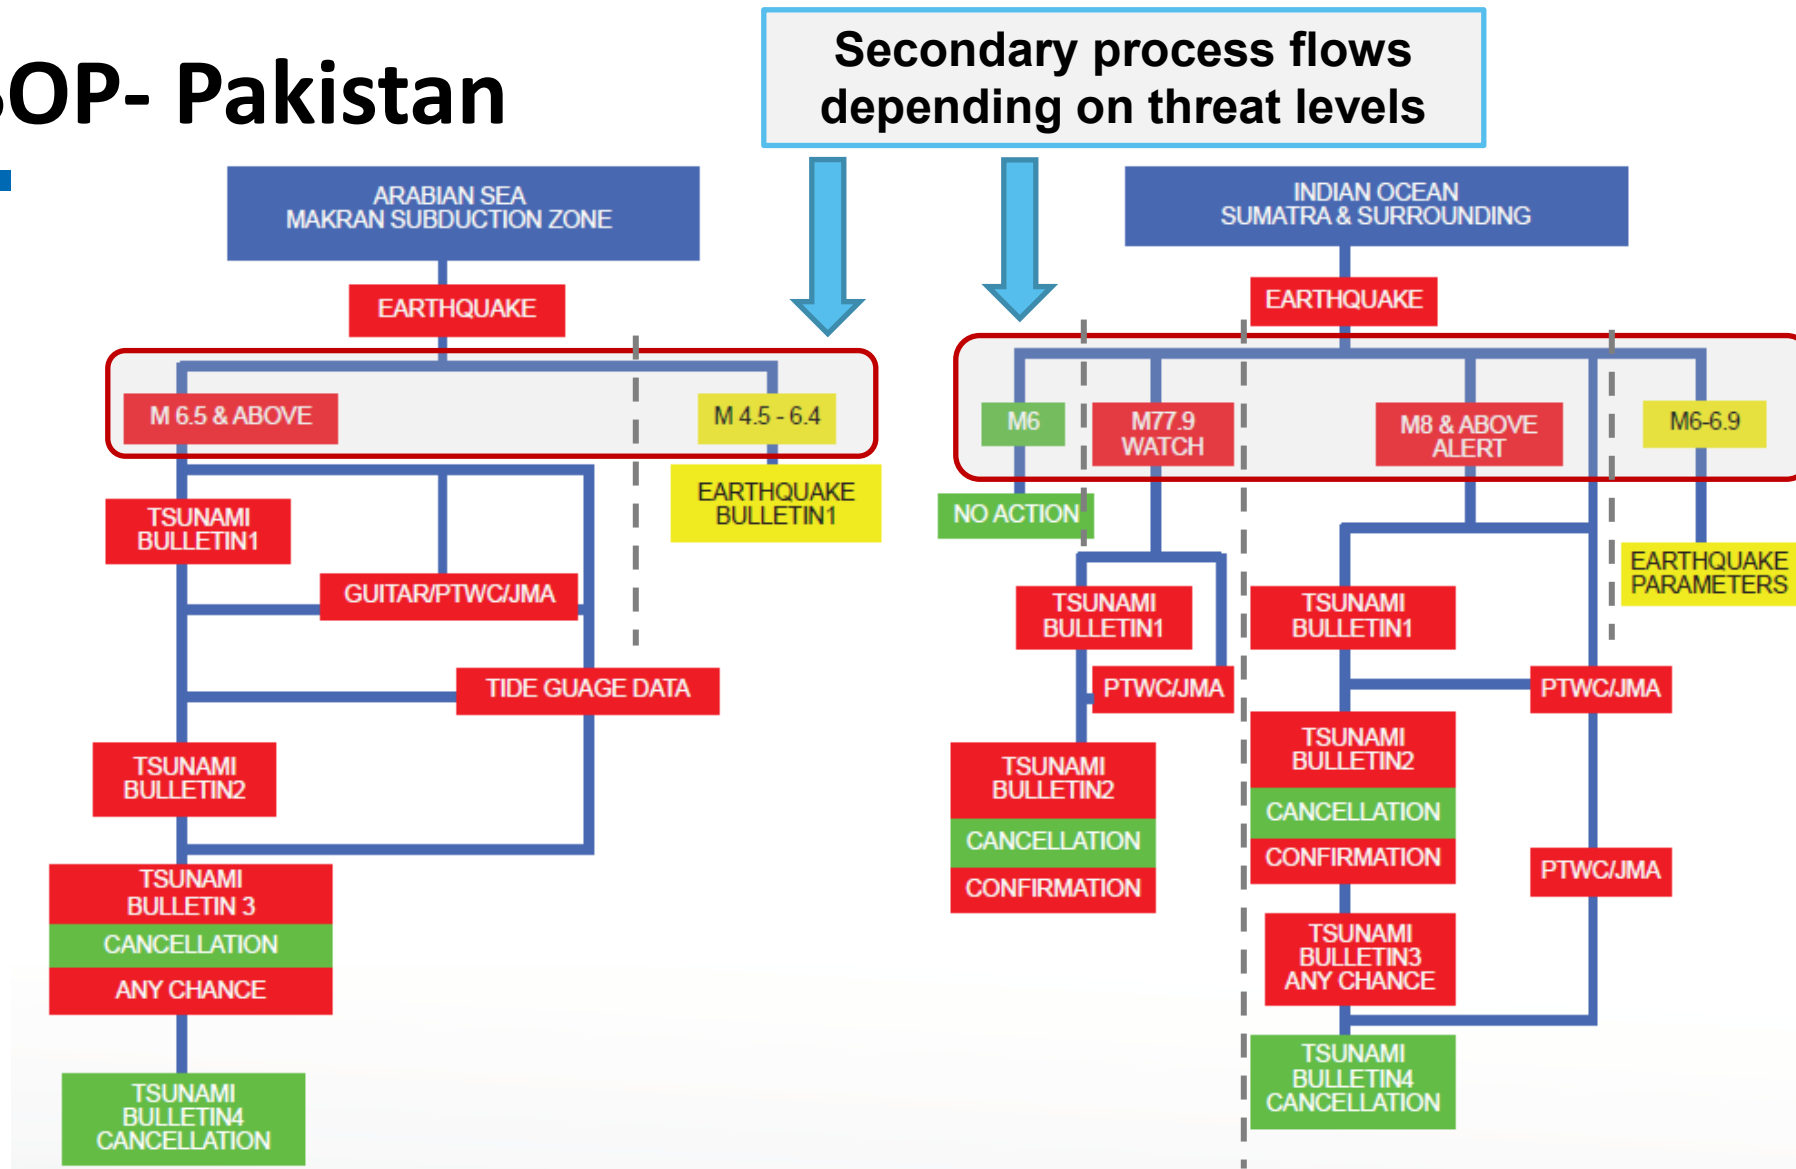 SOP- Pakistan
Secondary process flows
depending on threat levels
ARABIAN SEA
MAKRAN SUBDUCTION ZONE
EARTHQUAKE
M 6.5 & ABOVE
M 4.5 - 6.4
TSUNAMI
BULLETIN1
EARTHQUAKE
BULLETIN1
GUITAR/PTWC/JMA
TIDE GUAGE DATA
TSUNAMI
BULLETIN2
TSUNAMI
BULLETIN 3
CANCELLATION
ANY CHANCE
TSUNAMI
BULLETIN4
CANCELLATION
INDIAN OCEAN
SUMATRA & SURROUNDING
EARTHQUAKE
M6
M77.9
WATCH
M8 & ABOVE
ALERT
M6-6.9
NO ACTION
EARTHQUAKE
PARAMETERS
TSUNAMI
BULLETIN1
PTWC/JMA
TSUNAMI
BULLETIN2
CANCELLATION
CONFIRMATION
TSUNAMI
BULLETIN1
PTWC/JMA
TSUNAMI
BULLETIN2
CANCELLATION
CONFIRMATION
PTWC/JMA
TSUNAMI
BULLETIN3
ANY CHANCE
TSUNAMI
BULLETIN4
CANCELLATION